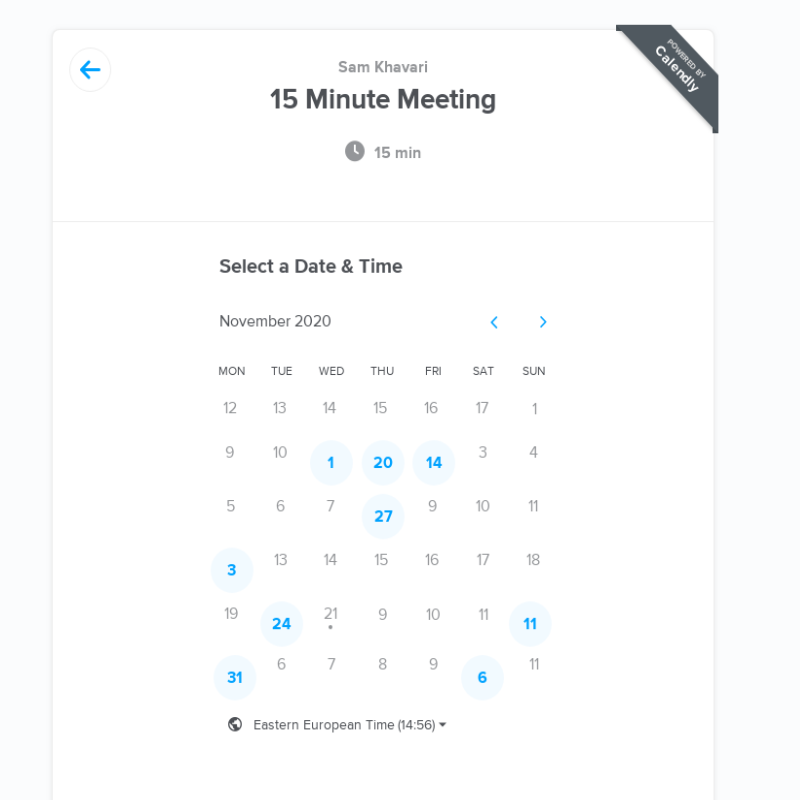 POWERED BY
Calendly
Sam Khavari
15 Minute Meeting
15 min
Select a Date & Time
November 2020
MON TUE WED THU FRI SAT SUN
12 13 14 15 16 17 1
9 10 1 20 14 3 4
5 6 7 27 9 10 11
3 13 14 15 16 17 18
19 24 21 9 10 11 11
31 6 7 8 9 6 11
Eastern European Time (14:56)